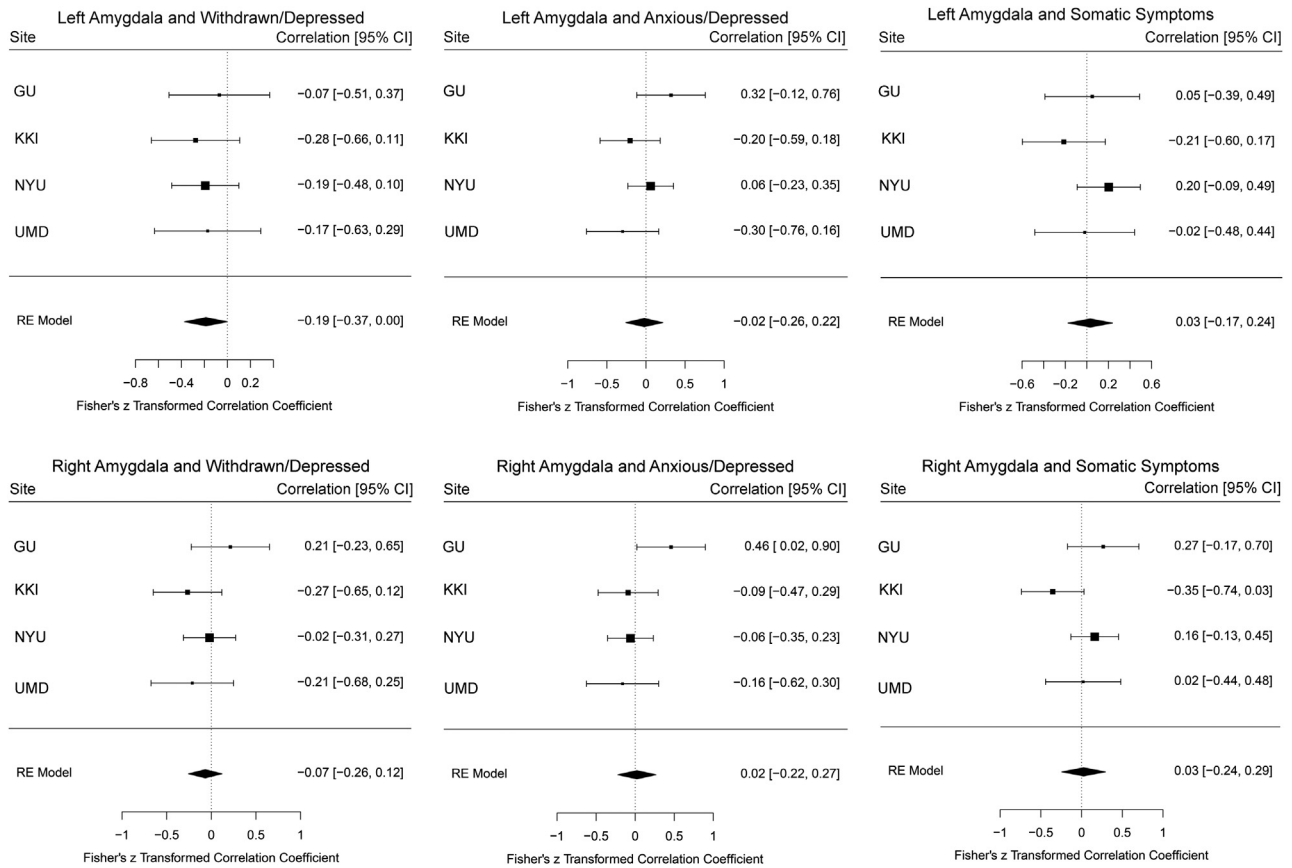 Left Amygdala and Withdrawn/Depressed
Site Correlation [95% CI]
GU −0.07 [−0.51, 0.37]
KKI −0.28 [−0.66, 0.11]
NYU −0.19 [−0.48, 0.10]
UMD −0.17 [−0.63, 0.29]
RE Model −0.19 [−0.37, 0.00]
−0.8 −0.4 0 0.2
Fisher's z Transformed Correlation Coefficient
Left Amygdala and Anxious/Depressed
Site Correlation [95% CI]
GU 0.32 [−0.12, 0.76]
KKI −0.20 [−0.59, 0.18]
NYU 0.06 [−0.23, 0.35]
UMD −0.30 [−0.76, 0.16]
RE Model −0.02 [−0.26, 0.22]
−1 −0.5 0 0.5 1
Fisher's z Transformed Correlation Coefficient
Left Amygdala and Somatic Symptoms
Site Correlation [95% CI]
GU 0.05 [−0.39, 0.49]
KKI −0.21 [−0.60, 0.17]
NYU 0.20 [−0.09, 0.49]
UMD −0.02 [−0.48, 0.44]
RE Model 0.03 [−0.17, 0.24]
−0.6 −0.2 0.2 0.6
Fisher's z Transformed Correlation Coefficient
Right Amygdala and Withdrawn/Depressed
Site Correlation [95% CI]
GU 0.21 [−0.23, 0.65]
KKI −0.27 [−0.65, 0.12]
NYU −0.02 [−0.31, 0.27]
UMD −0.21 [−0.68, 0.25]
RE Model −0.07 [−0.26, 0.12]
−1 −0.5 0 0.5 1
Fisher's z Transformed Correlation Coefficient
Right Amygdala and Anxious/Depressed
Site Correlation [95% CI]
GU 0.46 [ 0.02, 0.90]
KKI −0.09 [−0.47, 0.29]
NYU −0.06 [−0.35, 0.23]
UMD −0.16 [−0.62, 0.30]
RE Model 0.02 [−0.22, 0.27]
−1 −0.5 0 0.5 1
Fisher's z Transformed Correlation Coefficient
Right Amygdala and Somatic Symptoms
Site Correlation [95% CI]
GU 0.27 [−0.17, 0.70]
KKI −0.35 [−0.74, 0.03]
NYU 0.16 [−0.13, 0.45]
UMD 0.02 [−0.44, 0.48]
RE Model 0.03 [−0.24, 0.29]
−1 −0.5 0 0.5 1
Fisher's z Transformed Correlation Coefficient